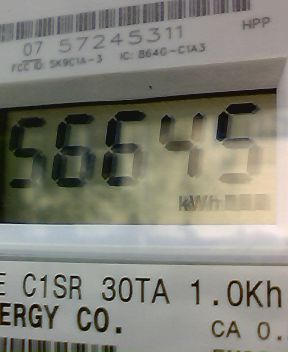 07 57245311
HPP
FCC ID: SK9C1A-3 IC: 864G-C1A3
56645
kWh
E C1SR 30TA 1.0Kh
ERGY CO.
CA 0.